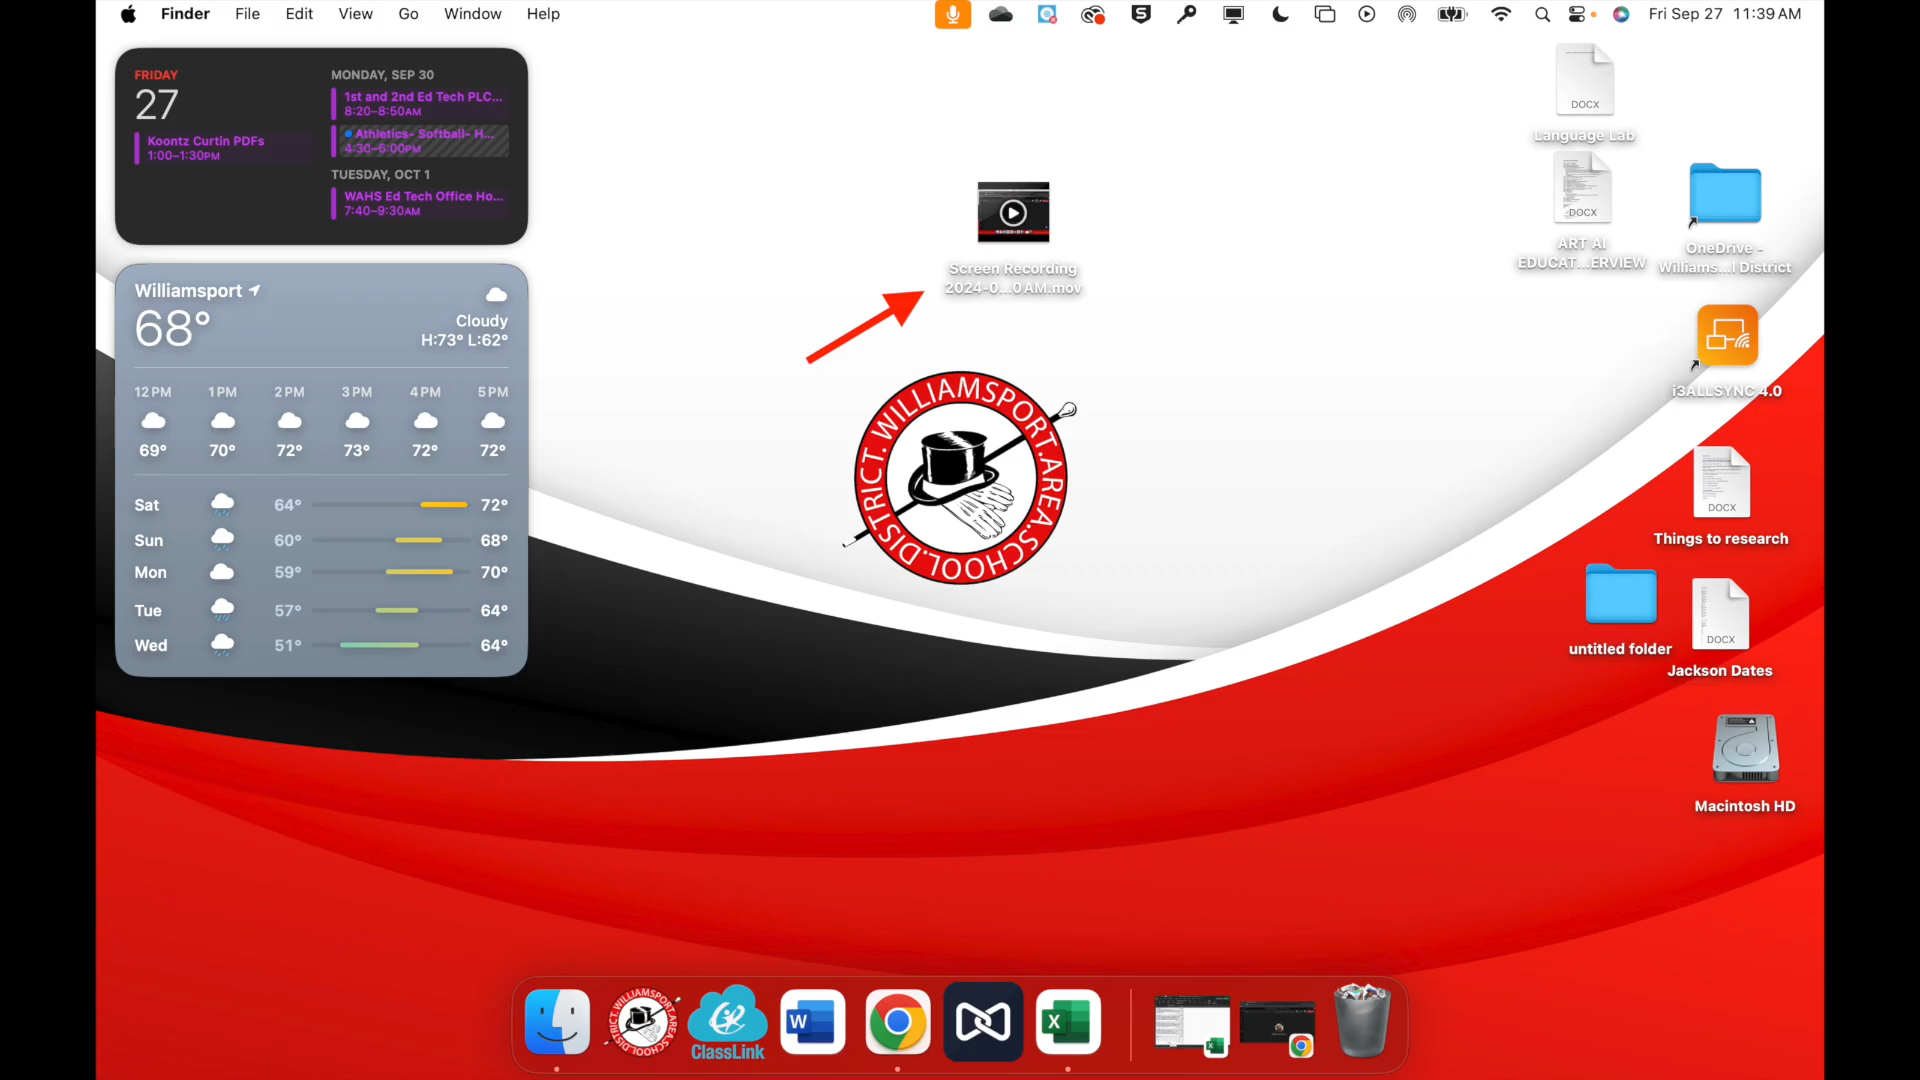 Finder File Edit View Go Window Help
Fri Sep 27 11:39 AM
FRIDAY
27
Koontz Curtin PDFs
1:00–1:30PM
MONDAY, SEP 30
1st and 2nd Ed Tech PLC...
8:20–8:50AM
Athletics- Softball- H...
4:30–6:00PM
TUESDAY, OCT 1
WAHS Ed Tech Office Ho...
7:40–9:30AM
Williamsport
68°
Cloudy
H:73° L:62°
12 PM 1 PM 2 PM 3 PM 4 PM 5 PM
69° 70° 72° 73° 72° 72°
Sat 64° 72°
Sun 60° 68°
Mon 59° 70°
Tue 57° 64°
Wed 51° 64°
Screen Recording
2024-0...0 AM.mov
WILLIAMSPORT.AREA.SCHOOL.DISTRICT.
DOCX
Language Lab
DOCX
ART AI
EDUCAT...ERVIEW
OneDrive -
Williams...l District
i3ALLSYNC 4.0
DOCX
Things to research
untitled folder
DOCX
Jackson Dates
Macintosh HD
WILLIAMSPORT.AREA.SCHOOL.DISTRICT.
ClassLink
W
X